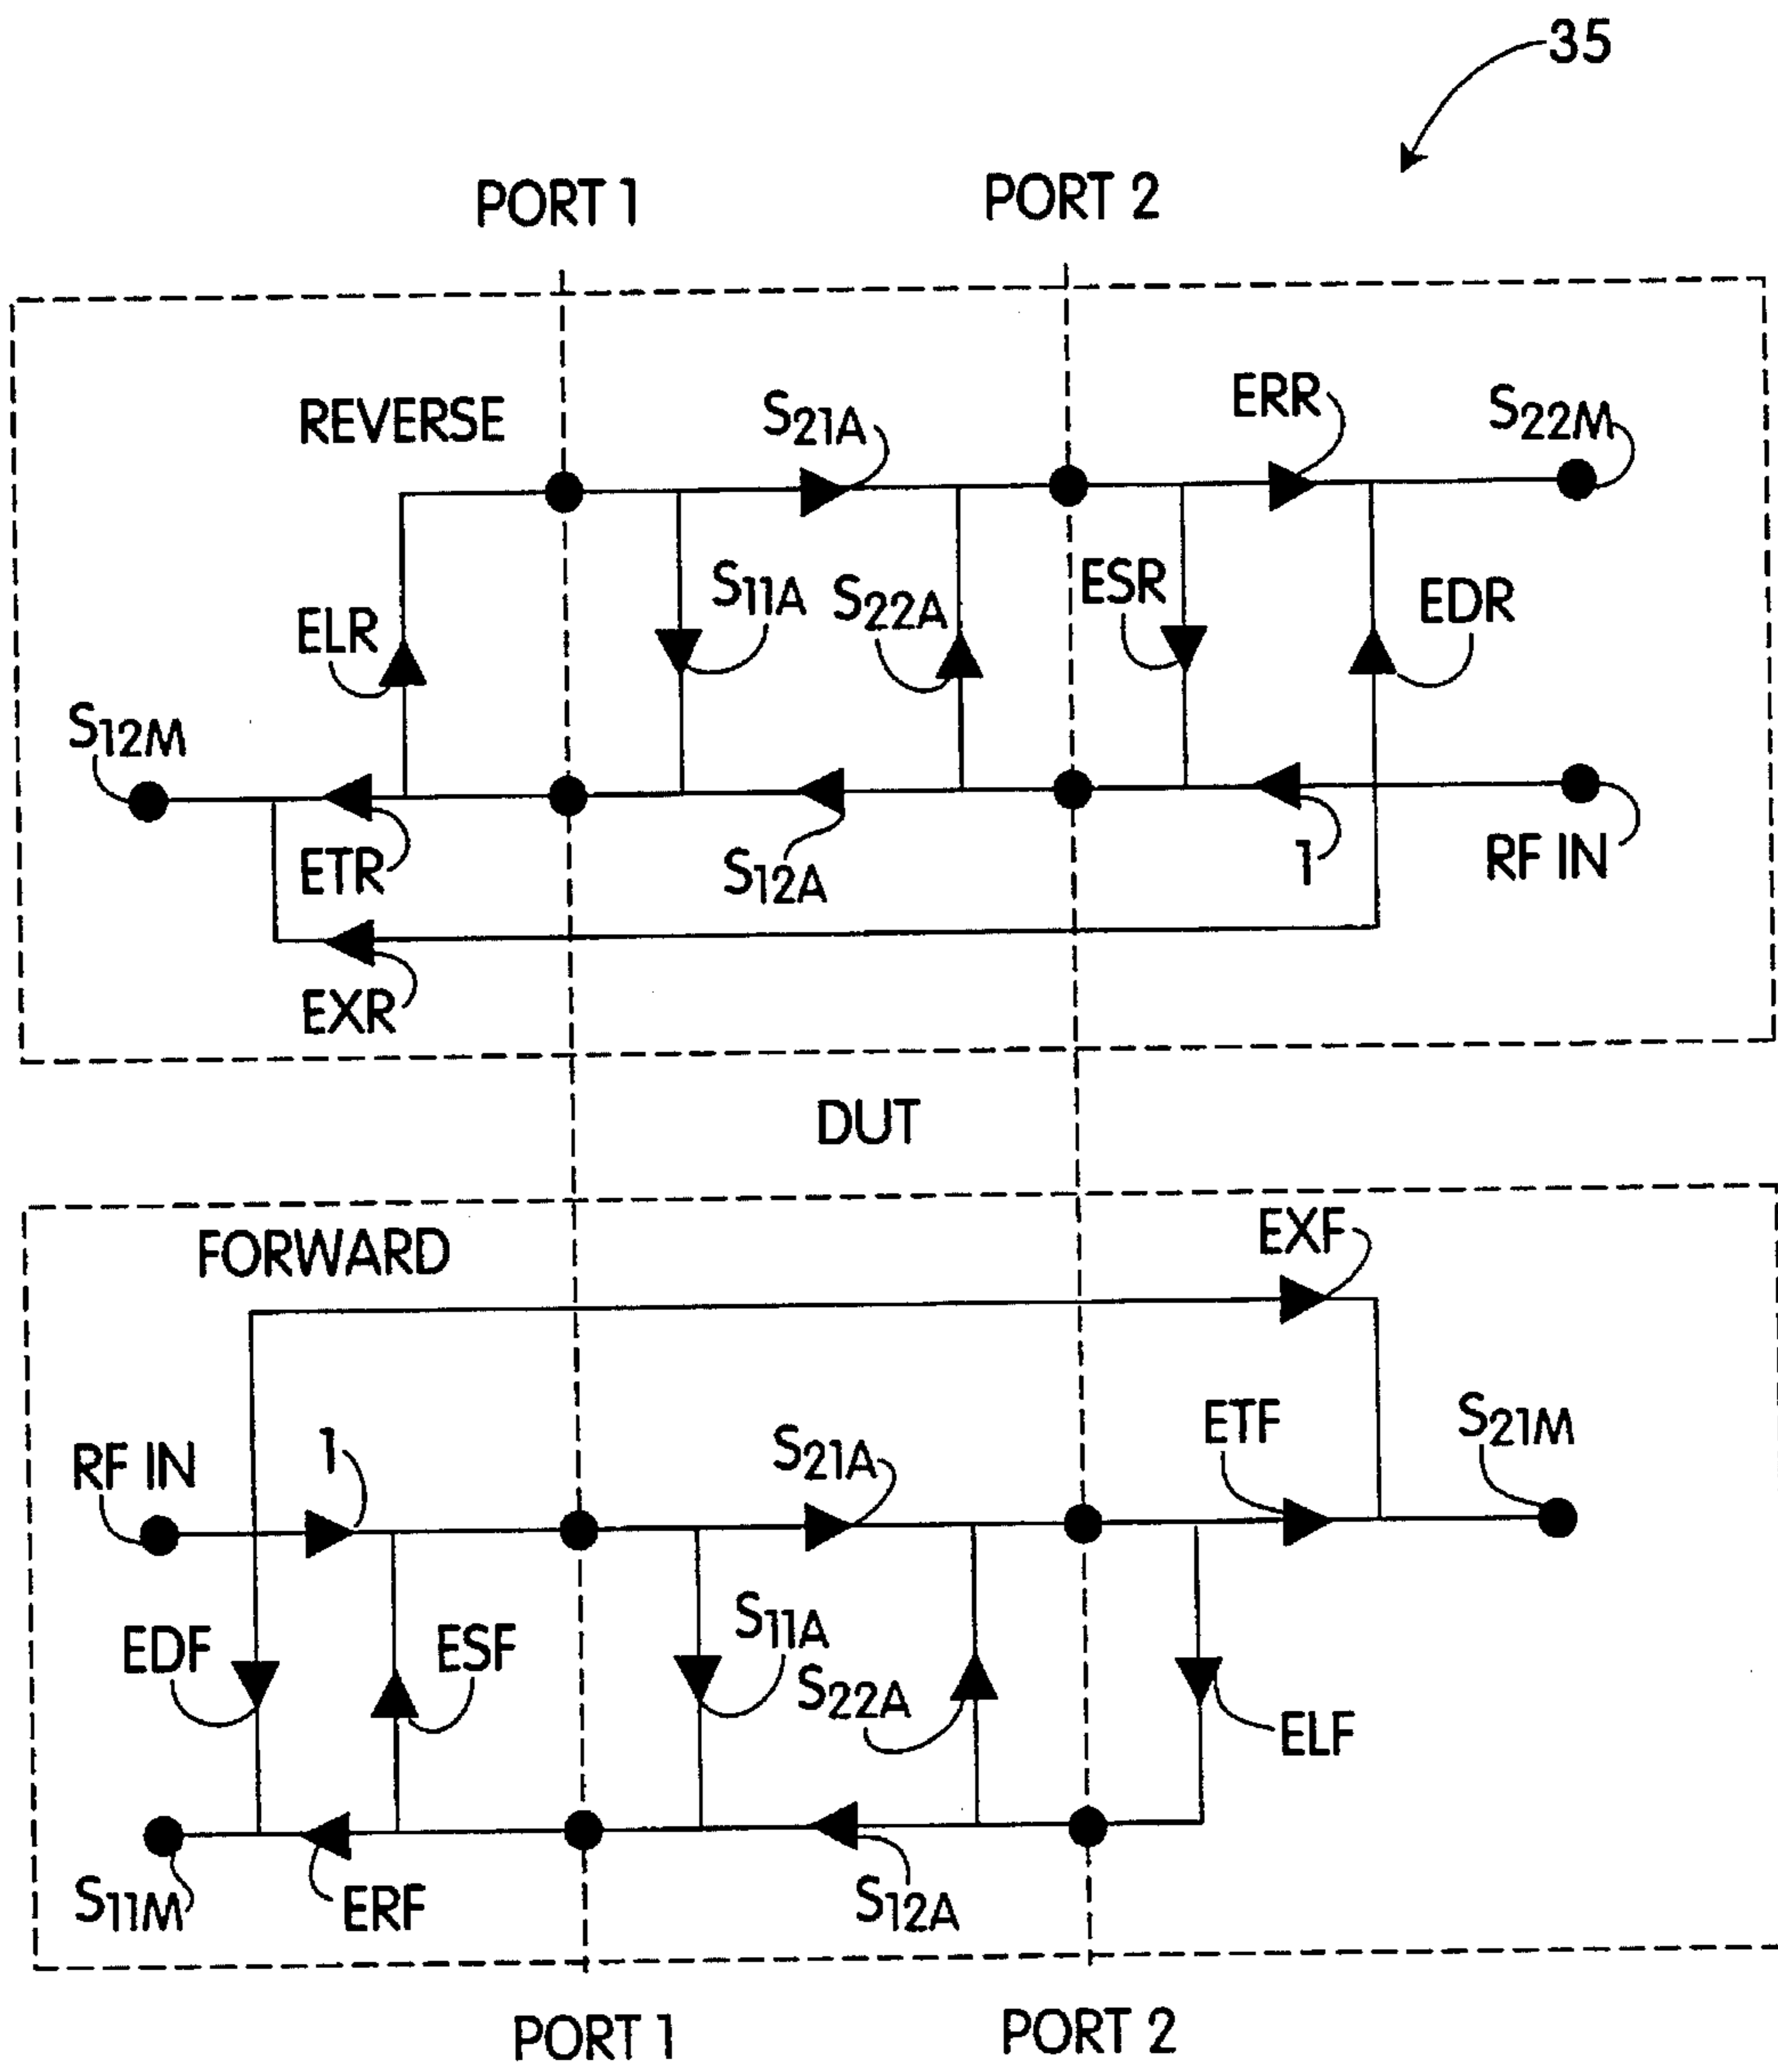 35
PORT 1
PORT 2
REVERSE
S21A
ERR
S22M
ELR
S11A
S22A
ESR
EDR
S12M
ETR
S12A
1
RF IN
EXR
DUT
FORWARD
EXF
RF IN
1
S21A
ETF
S21M
EDF
ESF
S11A
S22A
ELF
S11M
ERF
S12A
PORT 1
PORT 2